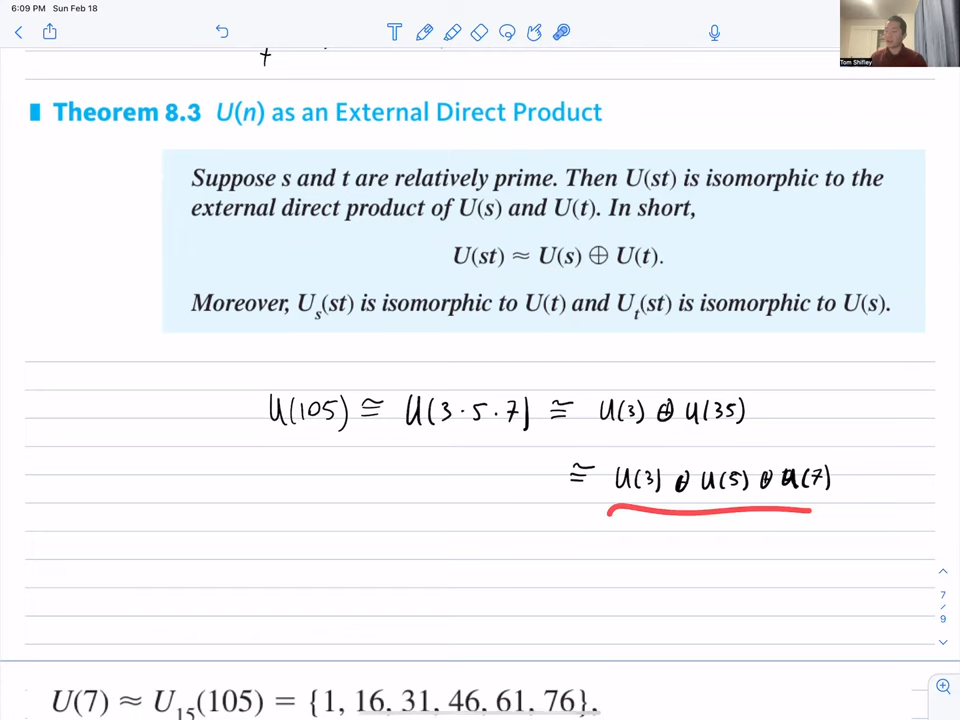 6:09 PM Sun Feb 18
Tom Shifley
Theorem 8.3 U(n) as an External Direct Product
Suppose s and t are relatively prime. Then U(st) is isomorphic to the
external direct product of U(s) and U(t). In short,
U(st) ≈ U(s) ⊕ U(t).
Moreover, Uₛ(st) is isomorphic to U(t) and Uₜ(st) is isomorphic to U(s).
U(105) ≅ U(3·5·7) ≅ U(3) ⊕ U(35)
≅ U(3) ⊕ U(5) ⊕ U(7)
7
/
9
U(7) ≈ U₁₅(105) = {1, 16, 31, 46, 61, 76},